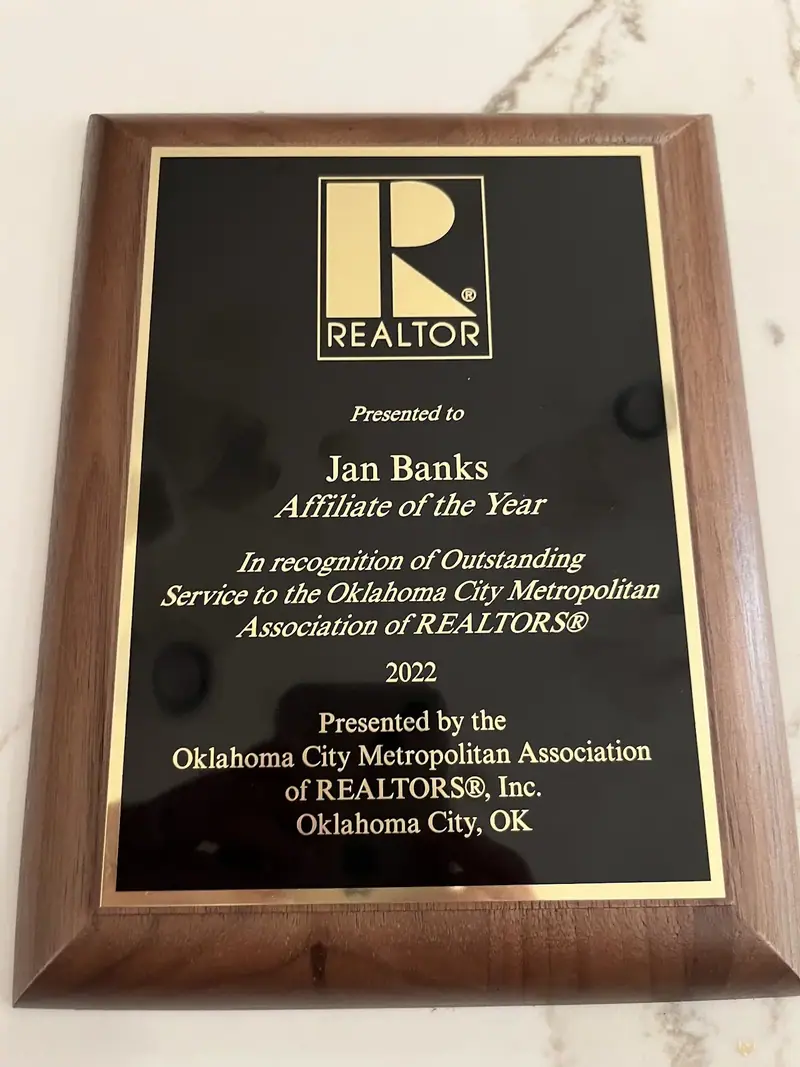 ®
REALTOR
Presented to
Jan Banks
Affiliate of the Year
In recognition of Outstanding
Service to the Oklahoma City Metropolitan
Association of REALTORS®
2022
Presented by the
Oklahoma City Metropolitan Association
of REALTORS®, Inc.
Oklahoma City, OK